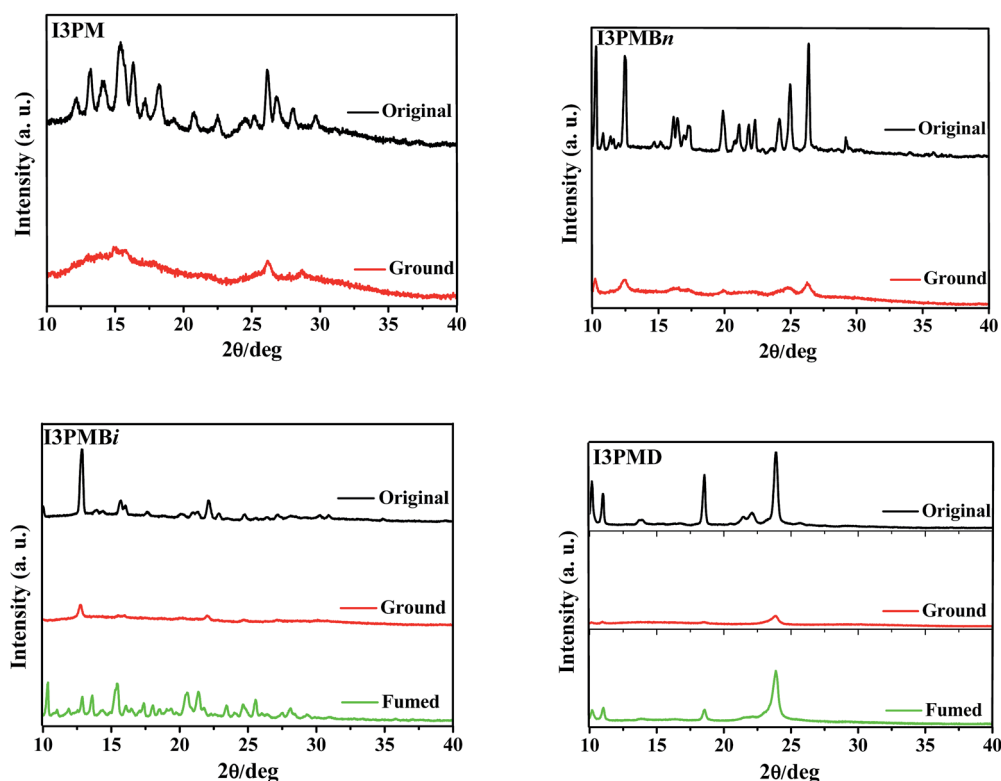 I3PM
Original
Ground
Intensity (a. u.)
10 15 20 25 30 35 40
2θ/deg
I3PMBn
Original
Ground
Intensity (a. u.)
10 15 20 25 30 35 40
2θ/deg
I3PMBi
Original
Ground
Fumed
Intensity (a. u.)
10 15 20 25 30 35 40
2θ/deg
I3PMD
Original
Ground
Fumed
Intensity (a. u.)
10 15 20 25 30 35 40
2θ/deg